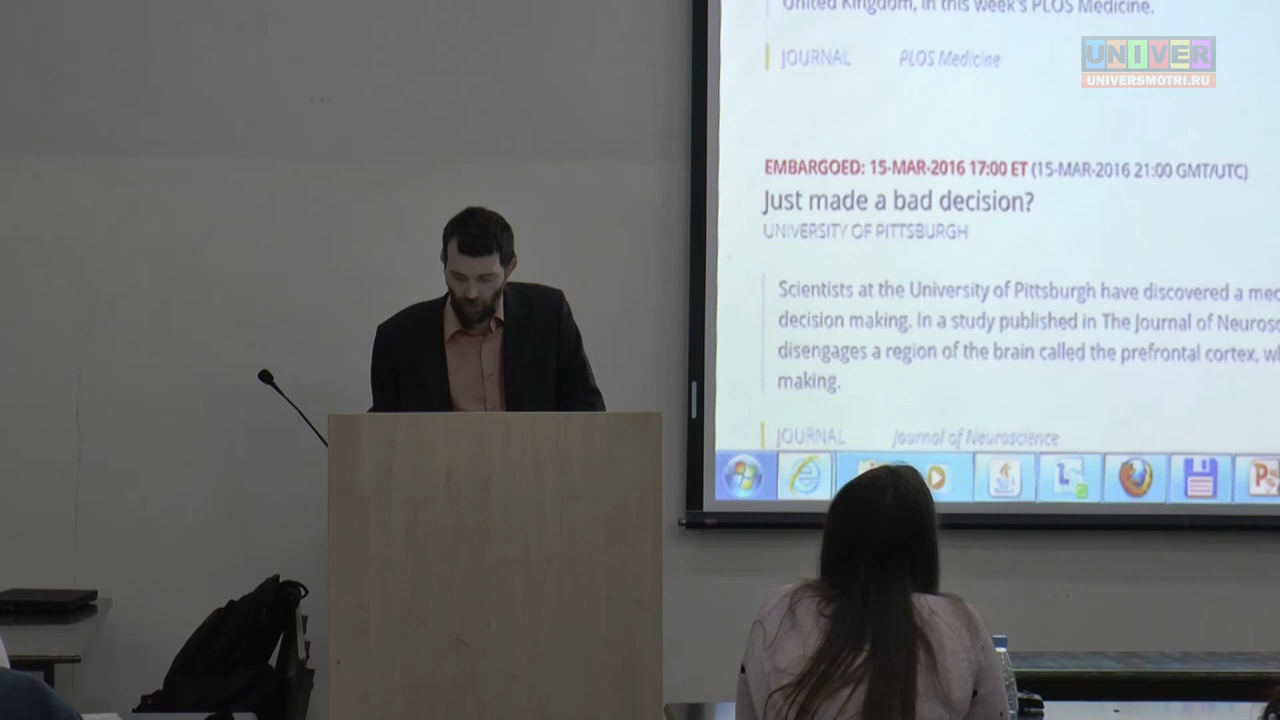 United Kingdom, in this week's PLOS Medicine.
UNIVER
UNIVERSMOTRI.RU
JOURNAL PLOS Medicine
EMBARGOED: 15-MAR-2016 17:00 ET (15-MAR-2016 21:00 GMT/UTC)
Just made a bad decision?
UNIVERSITY OF PITTSBURGH
Scientists at the University of Pittsburgh have discovered a mec
decision making. In a study published in The Journal of Neurosc
disengages a region of the brain called the prefrontal cortex, wh
making.
JOURNAL Journal of Neuroscience